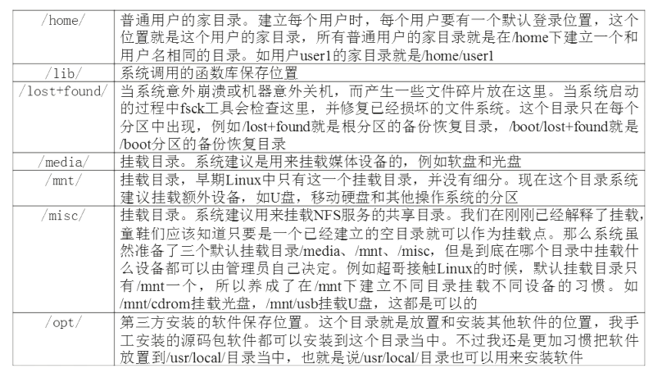 /home/
普通用户的家目录。建立每个用户时，每个用户要有一个默认登录位置，这个
位置就是这个用户的家目录，所有普通用户的家目录就是在/home下建立一个和
用户名相同的目录。如用户user1的家目录就是/home/user1
/lib/
系统调用的函数库保存位置
/lost+found/
当系统意外崩溃或机器意外关机，而产生一些文件碎片放在这里。当系统启动
的过程中fsck工具会检查这里，并修复已经损坏的文件系统。这个目录只在每个
分区中出现，例如/lost+found就是根分区的备份恢复目录，/boot/lost+found就是
/boot分区的备份恢复目录
/media/
挂载目录。系统建议是用来挂载媒体设备的，例如软盘和光盘
/mnt/
挂载目录，早期Linux中只有这一个挂载目录，并没有细分。现在这个目录系统
建议挂载额外设备，如U盘，移动硬盘和其他操作系统的分区
/misc/
挂载目录。系统建议用来挂载NFS服务的共享目录。我们在刚刚已经解释了挂载，
童鞋们应该知道只要是一个已经建立的空目录就可以作为挂载点。那么系统虽
然准备了三个默认挂载目录/media、/mnt、/misc，但是到底在哪个目录中挂载什
么设备都可以由管理员自己决定。例如超哥接触Linux的时候，默认挂载目录只
有/mnt一个，所以养成了在/mnt下建立不同目录挂载不同设备的习惯。如
/mnt/cdrom挂载光盘，/mnt/usb挂载U盘，这都是可以的
/opt/
第三方安装的软件保存位置。这个目录就是放置和安装其他软件的位置，我手
工安装的源码包软件都可以安装到这个目录当中。不过我还是更加习惯把软件
放置到/usr/local/目录当中，也就是说/usr/local/目录也可以用来安装软件